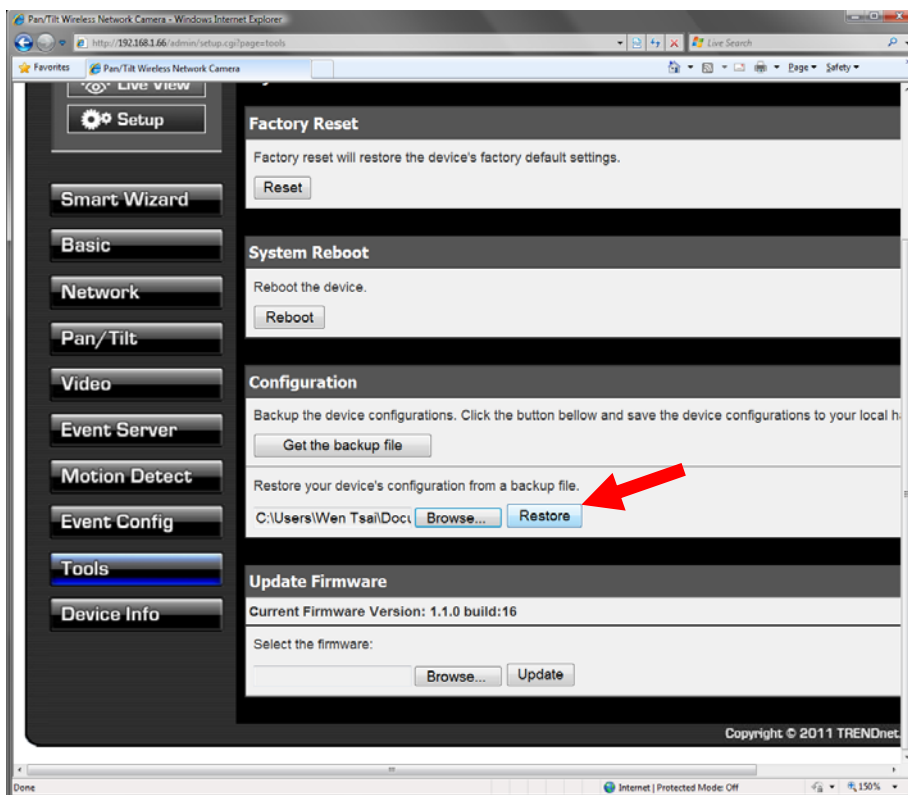 Pan/Tilt Wireless Network Camera - Windows Internet Explorer
http://192.168.1.66/admin/setup.cgi?page=tools
Live Search
Favorites
Pan/Tilt Wireless Network Camera
Page
Safety
Live View
Setup
Smart Wizard
Basic
Network
Pan/Tilt
Video
Event Server
Motion Detect
Event Config
Tools
Device Info
Factory Reset
Factory reset will restore the device's factory default settings.
Reset
System Reboot
Reboot the device.
Reboot
Configuration
Backup the device configurations. Click the button bellow and save the device configurations to your local h
Get the backup file
Restore your device's configuration from a backup file.
C:\Users\Wen Tsai\Docu Browse... Restore
Update Firmware
Current Firmware Version: 1.1.0 build:16
Select the firmware:
Browse... Update
Copyright © 2011 TRENDnet.
Done
Internet | Protected Mode: Off
150%